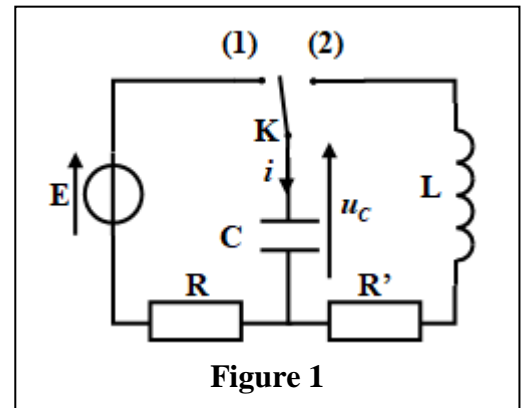 (1) (2)
K
E i u_C L
C
R R’
Figure 1